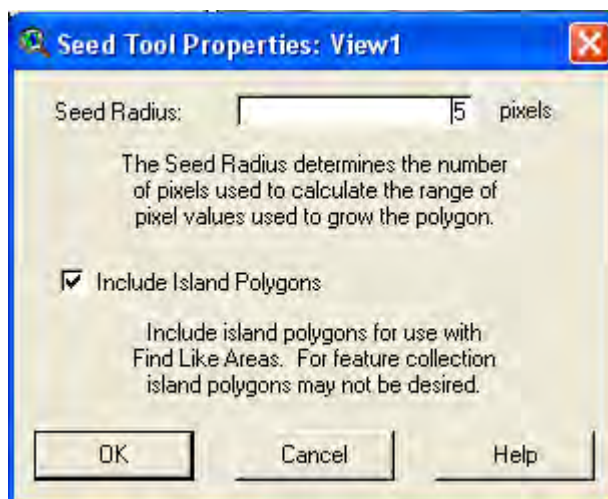 Seed Tool Properties: View1
Seed Radius: 5 pixels
The Seed Radius determines the number
of pixels used to calculate the range of
pixel values used to grow the polygon.
Include Island Polygons
Include island polygons for use with
Find Like Areas. For feature collection
island polygons may not be desired.
OK Cancel Help